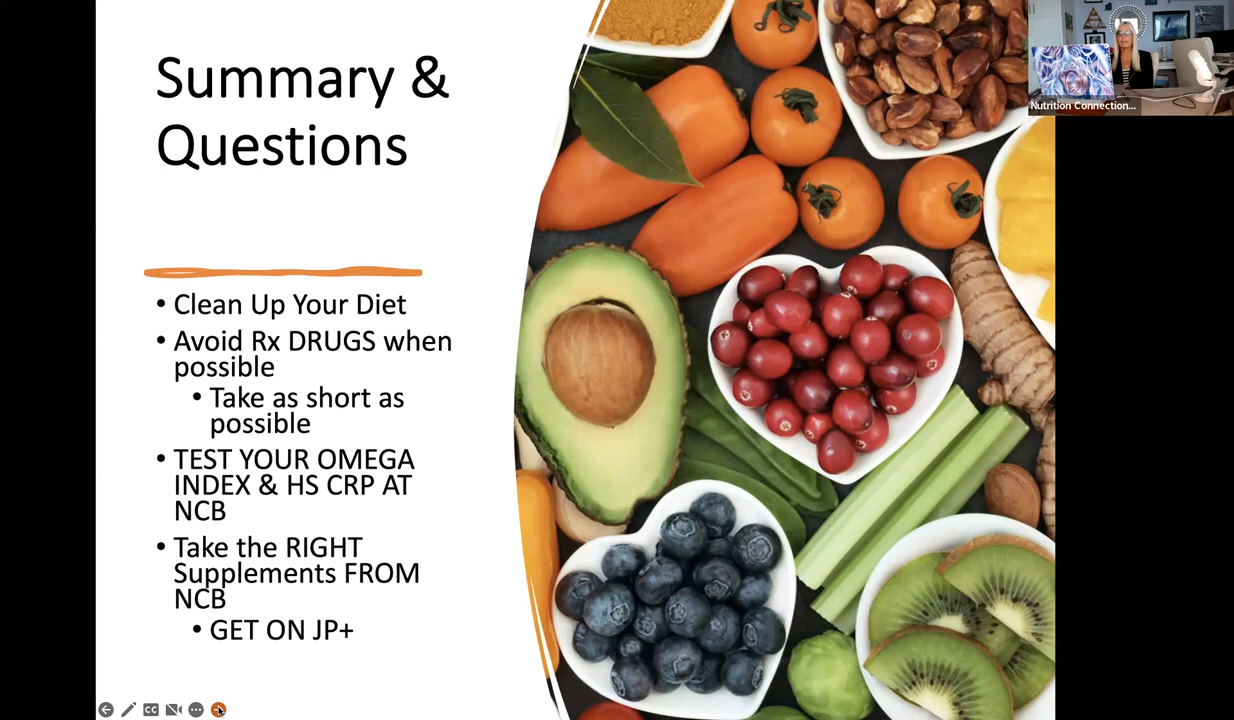 Summary &
Questions
• Clean Up Your Diet
• Avoid Rx DRUGS when
possible
• Take as short as
possible
• TEST YOUR OMEGA
INDEX & HS CRP AT
NCB
• Take the RIGHT
Supplements FROM
NCB
• GET ON JP+
Nutrition Connection...
CC